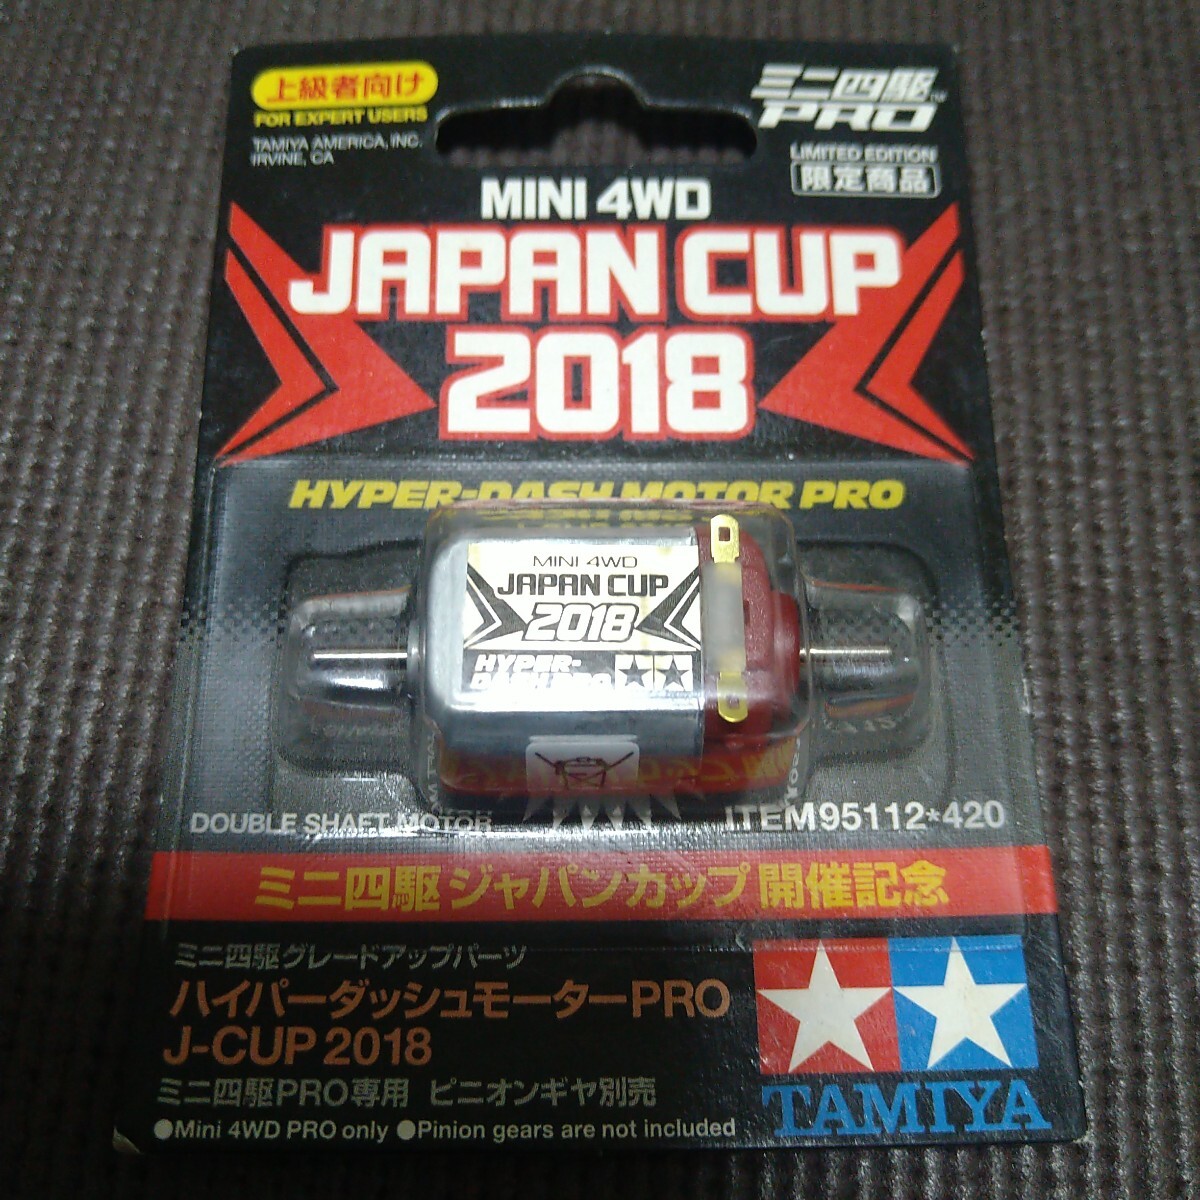 上級者向け
FOR EXPERT USERS
TAMIYA AMERICA, INC.
IRVINE, CA
ミニ四駆
PRO
LIMITED EDITION
限定商品
MINI 4WD
JAPAN CUP
2018
HYPER-DASH MOTOR PRO
MINI 4WD
JAPAN CUP
2018
HYPER-
DASH PRO
DOUBLE SHAFT MOTOR
ITEM95112*420
ミニ四駆 ジャパンカップ 開催記念
ミニ四駆グレードアップパーツ
ハイパーダッシュモーターPRO
J-CUP 2018
ミニ四駆PRO専用 ピニオンギヤ別売
●Mini 4WD PRO only ●Pinion gears are not included
TAMIYA